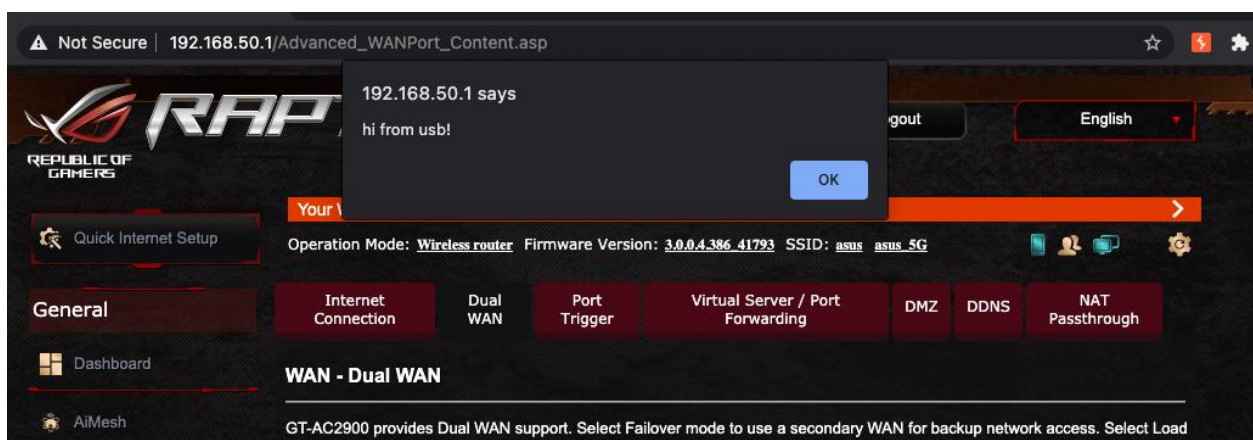 Not Secure | 192.168.50.1/Advanced_WANPort_Content.asp
192.168.50.1 says
hi from usb!
OK
REPUBLIC OF
GAMERS
RAP
gout
English
Your
Quick Internet Setup
Operation Mode: Wireless router Firmware Version: 3.0.0.4.386_41793 SSID: asus asus_5G
General
Internet
Connection
Dual
WAN
Port
Trigger
Virtual Server / Port
Forwarding
DMZ
DDNS
NAT
Passthrough
Dashboard
WAN - Dual WAN
AiMesh
GT-AC2900 provides Dual WAN support. Select Failover mode to use a secondary WAN for backup network access. Select Load